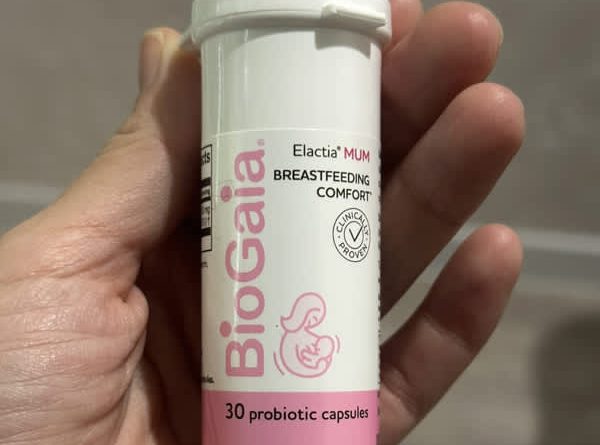 BioGaia®
Elactia® MUM
BREASTFEEDING
COMFORT
CLINICALLY
PROVEN
30 probiotic capsules